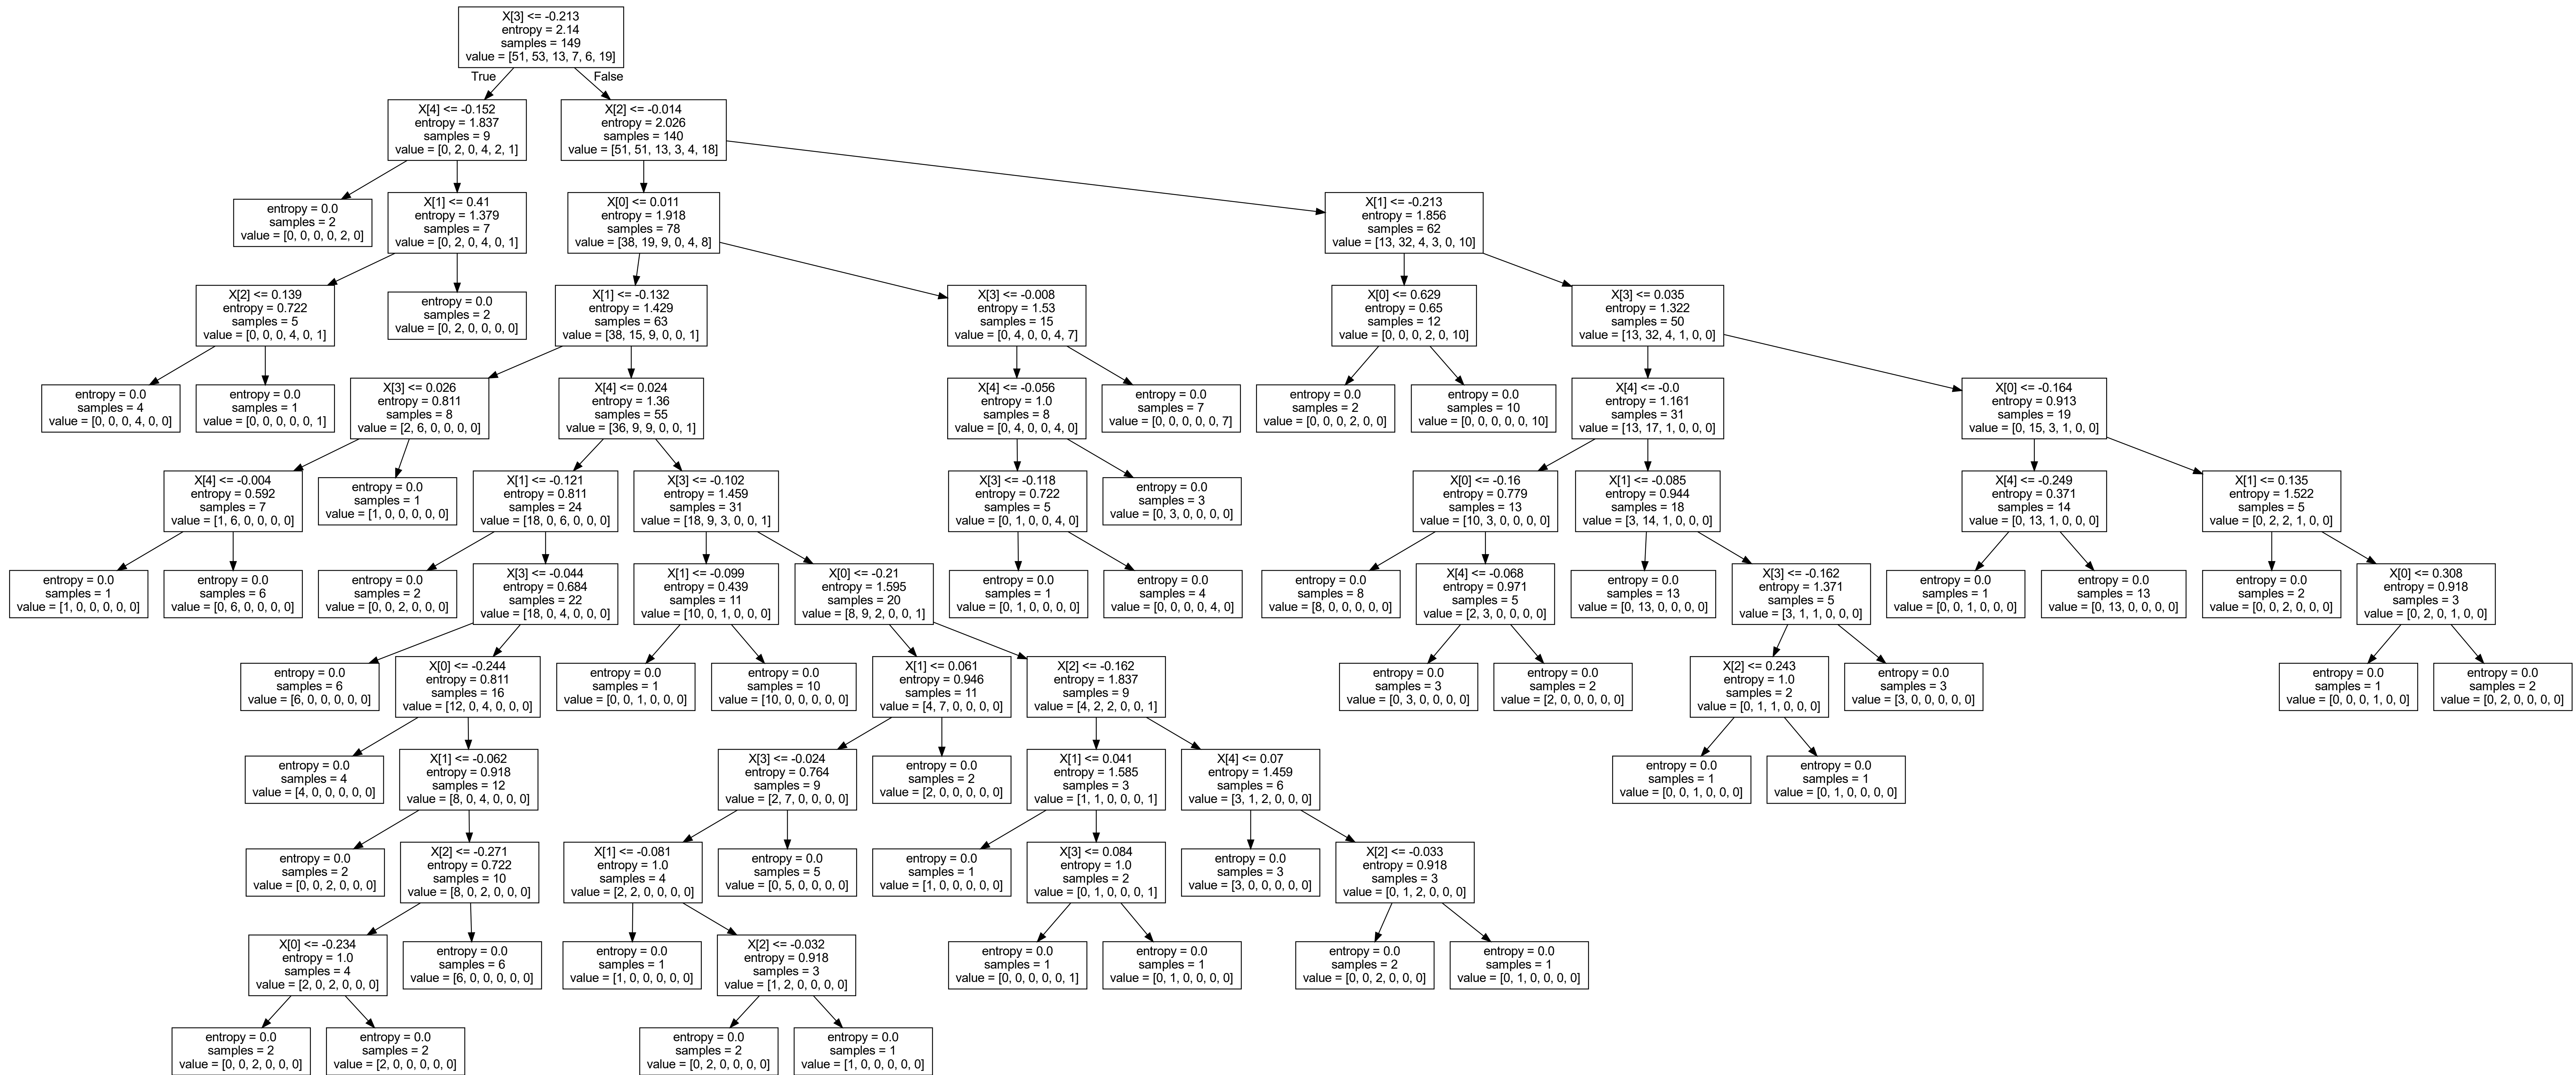 X[3] <= -0.213
entropy = 2.14
samples = 149
value = [51, 53, 13, 7, 6, 19]
True
False
X[4] <= -0.152
entropy = 1.837
samples = 9
value = [0, 2, 0, 4, 2, 1]
X[2] <= -0.014
entropy = 2.026
samples = 140
value = [51, 51, 13, 3, 4, 18]
entropy = 0.0
samples = 2
value = [0, 0, 0, 0, 2, 0]
X[1] <= 0.41
entropy = 1.379
samples = 7
value = [0, 2, 0, 4, 0, 1]
X[0] <= 0.011
entropy = 1.918
samples = 78
value = [38, 19, 9, 0, 4, 8]
X[1] <= -0.213
entropy = 1.856
samples = 62
value = [13, 32, 4, 3, 0, 10]
X[2] <= 0.139
entropy = 0.722
samples = 5
value = [0, 0, 0, 4, 0, 1]
entropy = 0.0
samples = 2
value = [0, 2, 0, 0, 0, 0]
X[1] <= -0.132
entropy = 1.429
samples = 63
value = [38, 15, 9, 0, 0, 1]
X[3] <= -0.008
entropy = 1.53
samples = 15
value = [0, 4, 0, 0, 4, 7]
X[0] <= 0.629
entropy = 0.65
samples = 12
value = [0, 0, 0, 2, 0, 10]
X[3] <= 0.035
entropy = 1.322
samples = 50
value = [13, 32, 4, 1, 0, 0]
entropy = 0.0
samples = 4
value = [0, 0, 0, 4, 0, 0]
entropy = 0.0
samples = 1
value = [0, 0, 0, 0, 0, 1]
X[3] <= 0.026
entropy = 0.811
samples = 8
value = [2, 6, 0, 0, 0, 0]
X[4] <= 0.024
entropy = 1.36
samples = 55
value = [36, 9, 9, 0, 0, 1]
X[4] <= -0.056
entropy = 1.0
samples = 8
value = [0, 4, 0, 0, 4, 0]
entropy = 0.0
samples = 7
value = [0, 0, 0, 0, 0, 7]
entropy = 0.0
samples = 2
value = [0, 0, 0, 2, 0, 0]
entropy = 0.0
samples = 10
value = [0, 0, 0, 0, 0, 10]
X[4] <= -0.0
entropy = 1.161
samples = 31
value = [13, 17, 1, 0, 0, 0]
X[0] <= -0.164
entropy = 0.913
samples = 19
value = [0, 15, 3, 1, 0, 0]
X[4] <= -0.004
entropy = 0.592
samples = 7
value = [1, 6, 0, 0, 0, 0]
entropy = 0.0
samples = 1
value = [1, 0, 0, 0, 0, 0]
X[1] <= -0.121
entropy = 0.811
samples = 24
value = [18, 0, 6, 0, 0, 0]
X[3] <= -0.102
entropy = 1.459
samples = 31
value = [18, 9, 3, 0, 0, 1]
X[3] <= -0.118
entropy = 0.722
samples = 5
value = [0, 1, 0, 0, 4, 0]
entropy = 0.0
samples = 3
value = [0, 3, 0, 0, 0, 0]
X[0] <= -0.16
entropy = 0.779
samples = 13
value = [10, 3, 0, 0, 0, 0]
X[1] <= -0.085
entropy = 0.944
samples = 18
value = [3, 14, 1, 0, 0, 0]
X[4] <= -0.249
entropy = 0.371
samples = 14
value = [0, 13, 1, 0, 0, 0]
X[1] <= 0.135
entropy = 1.522
samples = 5
value = [0, 2, 2, 1, 0, 0]
entropy = 0.0
samples = 1
value = [1, 0, 0, 0, 0, 0]
entropy = 0.0
samples = 6
value = [0, 6, 0, 0, 0, 0]
entropy = 0.0
samples = 2
value = [0, 0, 2, 0, 0, 0]
X[3] <= -0.044
entropy = 0.684
samples = 22
value = [18, 0, 4, 0, 0, 0]
X[1] <= -0.099
entropy = 0.439
samples = 11
value = [10, 0, 1, 0, 0, 0]
X[0] <= -0.21
entropy = 1.595
samples = 20
value = [8, 9, 2, 0, 0, 1]
entropy = 0.0
samples = 1
value = [0, 1, 0, 0, 0, 0]
entropy = 0.0
samples = 4
value = [0, 0, 0, 0, 4, 0]
entropy = 0.0
samples = 8
value = [8, 0, 0, 0, 0, 0]
X[4] <= -0.068
entropy = 0.971
samples = 5
value = [2, 3, 0, 0, 0, 0]
entropy = 0.0
samples = 13
value = [0, 13, 0, 0, 0, 0]
X[3] <= -0.162
entropy = 1.371
samples = 5
value = [3, 1, 1, 0, 0, 0]
entropy = 0.0
samples = 1
value = [0, 0, 1, 0, 0, 0]
entropy = 0.0
samples = 13
value = [0, 13, 0, 0, 0, 0]
entropy = 0.0
samples = 2
value = [0, 0, 2, 0, 0, 0]
X[0] <= 0.308
entropy = 0.918
samples = 3
value = [0, 2, 0, 1, 0, 0]
entropy = 0.0
samples = 6
value = [6, 0, 0, 0, 0, 0]
X[0] <= -0.244
entropy = 0.811
samples = 16
value = [12, 0, 4, 0, 0, 0]
entropy = 0.0
samples = 1
value = [0, 0, 1, 0, 0, 0]
entropy = 0.0
samples = 10
value = [10, 0, 0, 0, 0, 0]
X[1] <= 0.061
entropy = 0.946
samples = 11
value = [4, 7, 0, 0, 0, 0]
X[2] <= -0.162
entropy = 1.837
samples = 9
value = [4, 2, 2, 0, 0, 1]
entropy = 0.0
samples = 3
value = [0, 3, 0, 0, 0, 0]
entropy = 0.0
samples = 2
value = [2, 0, 0, 0, 0, 0]
X[2] <= 0.243
entropy = 1.0
samples = 2
value = [0, 1, 1, 0, 0, 0]
entropy = 0.0
samples = 3
value = [3, 0, 0, 0, 0, 0]
entropy = 0.0
samples = 1
value = [0, 0, 0, 1, 0, 0]
entropy = 0.0
samples = 2
value = [0, 2, 0, 0, 0, 0]
entropy = 0.0
samples = 4
value = [4, 0, 0, 0, 0, 0]
X[1] <= -0.062
entropy = 0.918
samples = 12
value = [8, 0, 4, 0, 0, 0]
X[3] <= -0.024
entropy = 0.764
samples = 9
value = [2, 7, 0, 0, 0, 0]
entropy = 0.0
samples = 2
value = [2, 0, 0, 0, 0, 0]
X[1] <= 0.041
entropy = 1.585
samples = 3
value = [1, 1, 0, 0, 0, 1]
X[4] <= 0.07
entropy = 1.459
samples = 6
value = [3, 1, 2, 0, 0, 0]
entropy = 0.0
samples = 1
value = [0, 0, 1, 0, 0, 0]
entropy = 0.0
samples = 1
value = [0, 1, 0, 0, 0, 0]
entropy = 0.0
samples = 2
value = [0, 0, 2, 0, 0, 0]
X[2] <= -0.271
entropy = 0.722
samples = 10
value = [8, 0, 2, 0, 0, 0]
X[1] <= -0.081
entropy = 1.0
samples = 4
value = [2, 2, 0, 0, 0, 0]
entropy = 0.0
samples = 5
value = [0, 5, 0, 0, 0, 0]
entropy = 0.0
samples = 1
value = [1, 0, 0, 0, 0, 0]
X[3] <= 0.084
entropy = 1.0
samples = 2
value = [0, 1, 0, 0, 0, 1]
entropy = 0.0
samples = 3
value = [3, 0, 0, 0, 0, 0]
X[2] <= -0.033
entropy = 0.918
samples = 3
value = [0, 1, 2, 0, 0, 0]
X[0] <= -0.234
entropy = 1.0
samples = 4
value = [2, 0, 2, 0, 0, 0]
entropy = 0.0
samples = 6
value = [6, 0, 0, 0, 0, 0]
entropy = 0.0
samples = 1
value = [1, 0, 0, 0, 0, 0]
X[2] <= -0.032
entropy = 0.918
samples = 3
value = [1, 2, 0, 0, 0, 0]
entropy = 0.0
samples = 1
value = [0, 0, 0, 0, 0, 1]
entropy = 0.0
samples = 1
value = [0, 1, 0, 0, 0, 0]
entropy = 0.0
samples = 2
value = [0, 0, 2, 0, 0, 0]
entropy = 0.0
samples = 1
value = [0, 1, 0, 0, 0, 0]
entropy = 0.0
samples = 2
value = [0, 0, 2, 0, 0, 0]
entropy = 0.0
samples = 2
value = [2, 0, 0, 0, 0, 0]
entropy = 0.0
samples = 2
value = [0, 2, 0, 0, 0, 0]
entropy = 0.0
samples = 1
value = [1, 0, 0, 0, 0, 0]